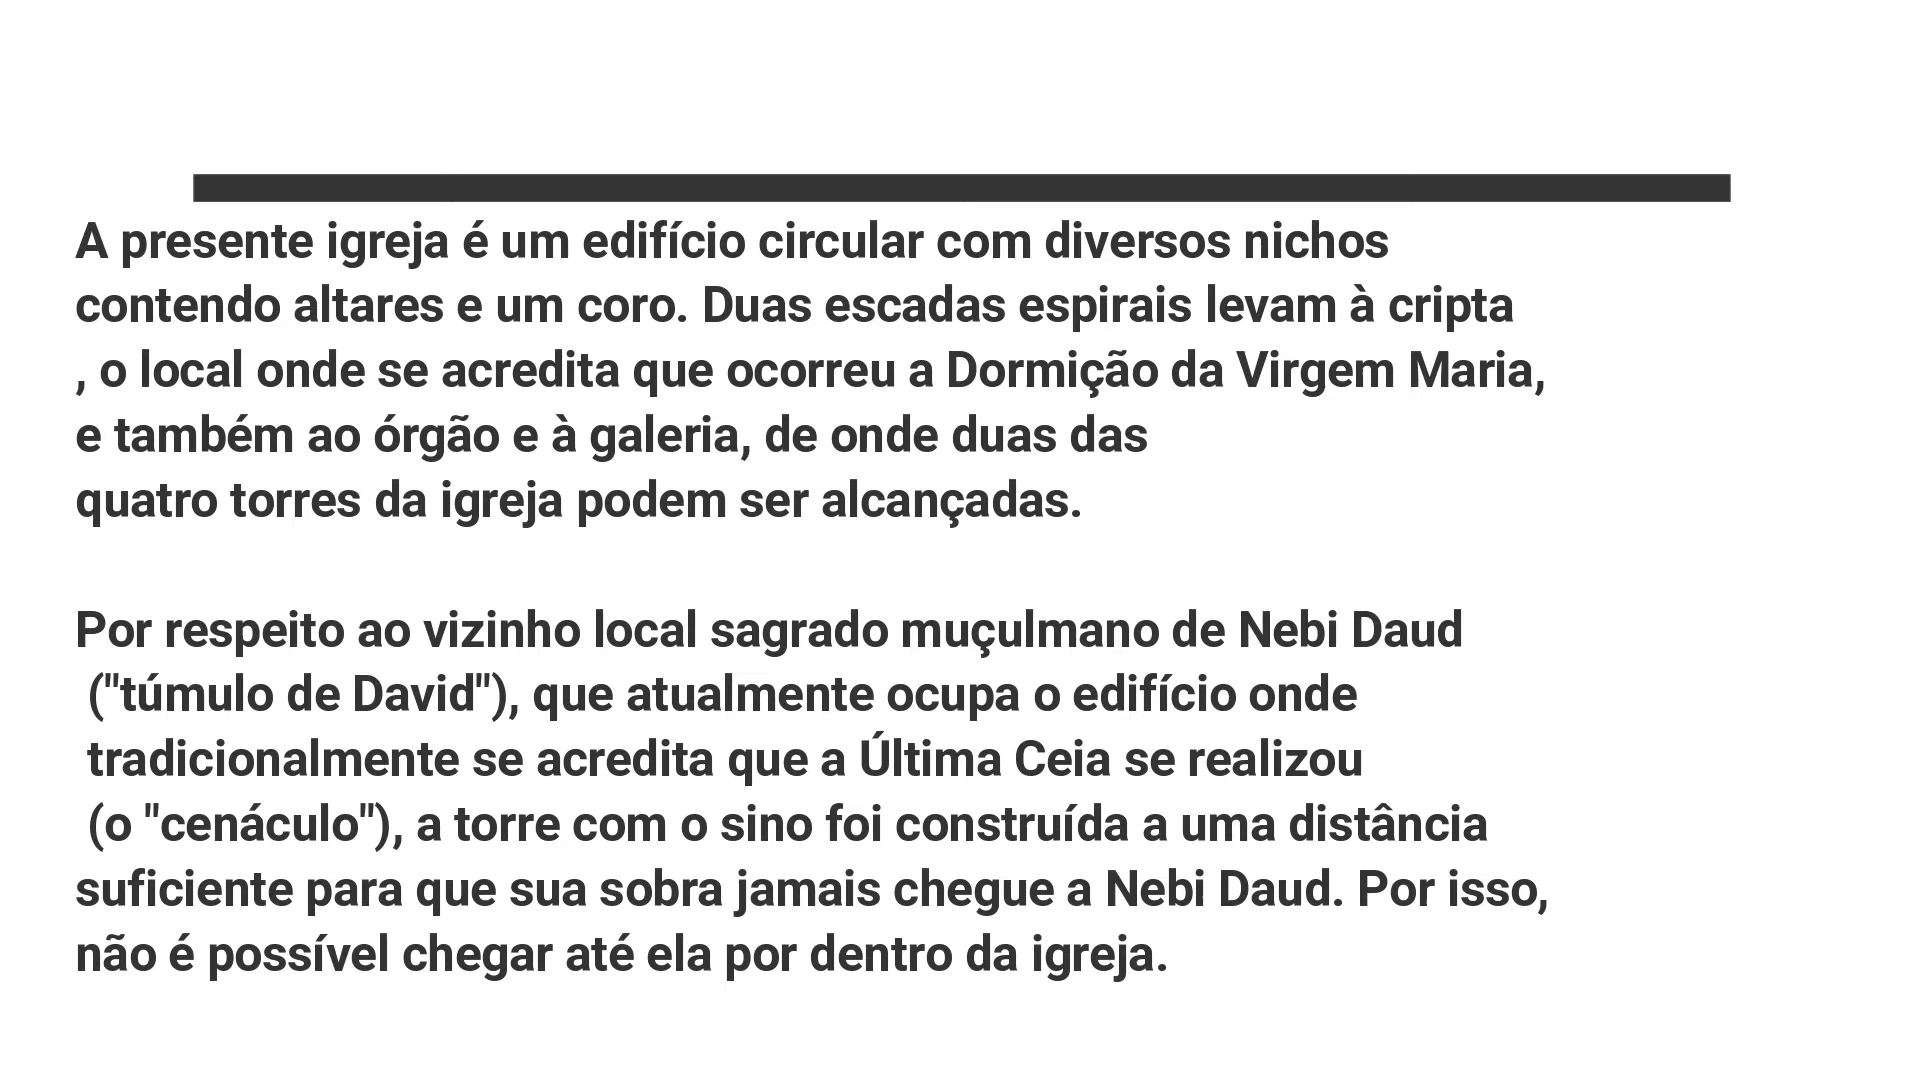 A presente igreja é um edifício circular com diversos nichos
contendo altares e um coro. Duas escadas espirais levam à cripta
, o local onde se acredita que ocorreu a Dormição da Virgem Maria,
e também ao órgão e à galeria, de onde duas das
quatro torres da igreja podem ser alcançadas.

Por respeito ao vizinho local sagrado muçulmano de Nebi Daud
("túmulo de David"), que atualmente ocupa o edifício onde
tradicionalmente se acredita que a Última Ceia se realizou
(o "cenáculo"), a torre com o sino foi construída a uma distância
suficiente para que sua sobra jamais chegue a Nebi Daud. Por isso,
não é possível chegar até ela por dentro da igreja.